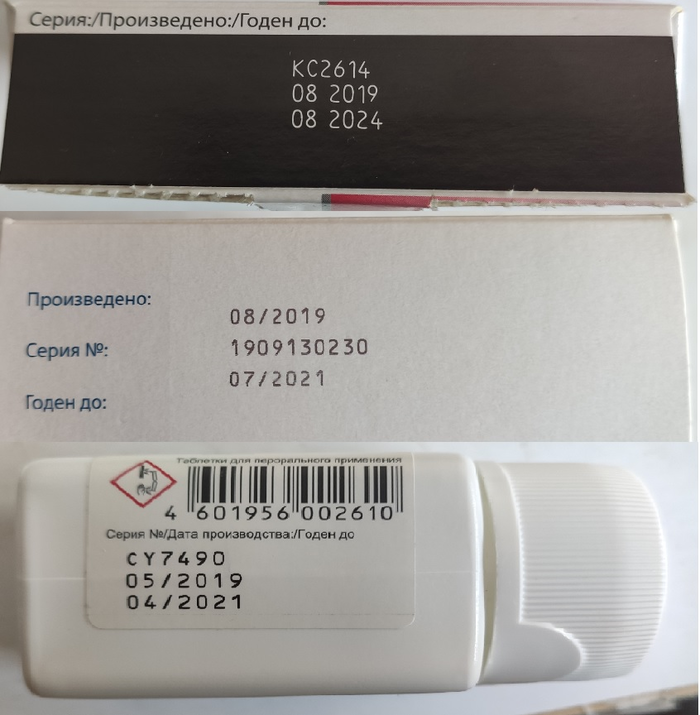 Серия:/Произведено:/Годен до:
KC2614
08 2019
08 2024
Произведено:
08/2019
Серия №:
1909130230
07/2021
Годен до:
Таблетки для перорального применения
4 601956 002610
Серия №/Дата производства:/Годен до
CY7490
05/2019
04/2021